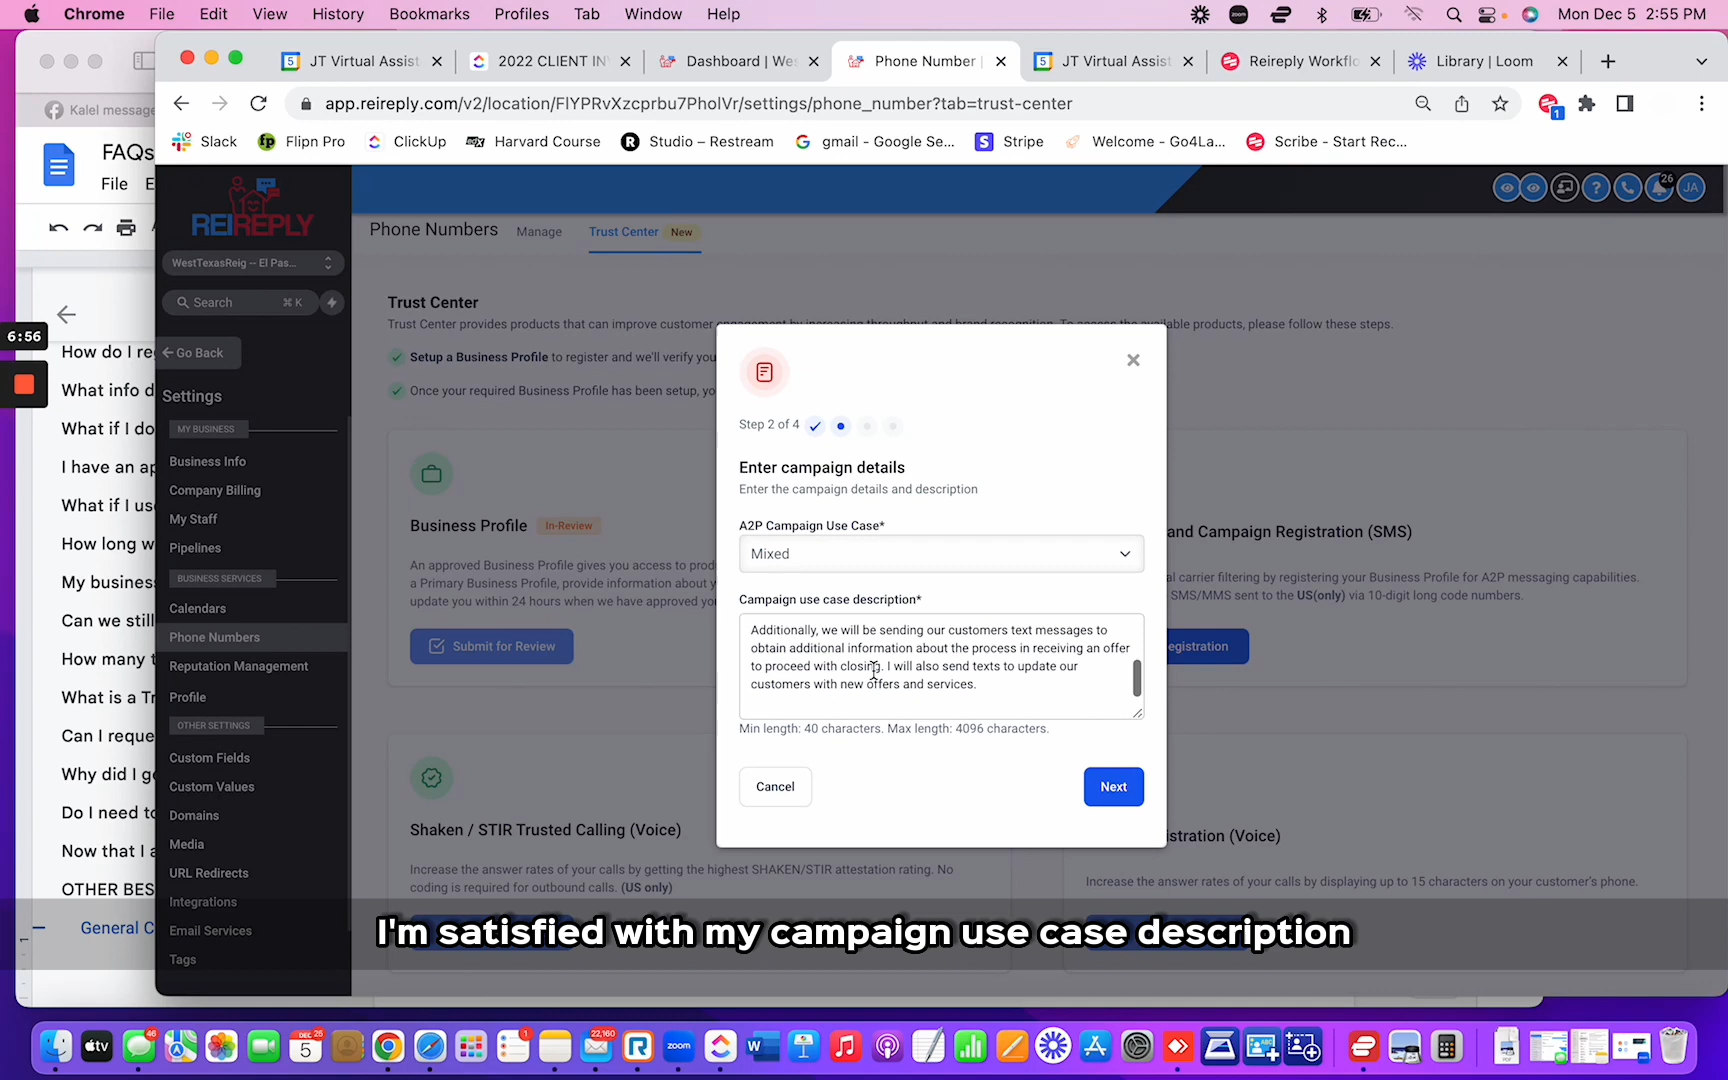 Chrome File Edit View History Bookmarks Profiles Tab Window Help Mon Dec 5 2:55 PM
JT Virtual Assist 2022 CLIENT IN Dashboard | Wes Phone Number | JT Virtual Assist Reireply Workflo Library | Loom
app.reireply.com/v2/location/FlYPRvXzcprbu7PholVr/settings/phone_number?tab=trust-center
Slack Flipn Pro ClickUp Harvard Course Studio – Restream gmail - Google Se... Stripe Welcome - Go4La... Scribe - Start Rec...
Kalel message
FAQs
File E
6:56
How do I re
What info d
What if I do
I have an ap
What if I use
How long w
My business
Can we still
How many t
What is a Tr
Can I reque
Why did I g
Do I need to
Now that I a
OTHER BES
General C
REIREPLY
WestTexasReig -- El Pas...
Search ⌘ K
Go Back
Settings
MY BUSINESS
Business Info
Company Billing
My Staff
Pipelines
BUSINESS SERVICES
Calendars
Phone Numbers
Reputation Management
Profile
OTHER SETTINGS
Custom Fields
Custom Values
Domains
Media
URL Redirects
Integrations
Email Services
Tags
26
JA
Phone Numbers Manage Trust Center New
Trust Center
Trust Center provides products that can improve customer engagement by increasing throughput and brand recognition. To access the available products, please follow these steps.
Setup a Business Profile to register and we'll verify you
Once your required Business Profile has been setup, yo
Business Profile In-Review
An approved Business Profile gives you access to prod
a Primary Business Profile, provide information about y
update you within 24 hours when we have approved your
Submit for Review
and Campaign Registration (SMS)
al carrier filtering by registering your Business Profile for A2P messaging capabilities.
SMS/MMS sent to the US(only) via 10-digit long code numbers.
egistration
Shaken / STIR Trusted Calling (Voice)
Increase the answer rates of your calls by getting the highest SHAKEN/STIR attestation rating. No
coding is required for outbound calls. (US only)
istration (Voice)
Increase the answer rates of your calls by displaying up to 15 characters on your customer's phone.
Step 2 of 4
Enter campaign details
Enter the campaign details and description
A2P Campaign Use Case*
Mixed
Campaign use case description*
Additionally, we will be sending our customers text messages to
obtain additional information about the process in receiving an offer
to proceed with closing. I will also send texts to update our
customers with new offers and services.
Min length: 40 characters. Max length: 4096 characters.
Cancel Next
I'm satisfied with my campaign use case description
tv 46 5 1 22,160 zoom W